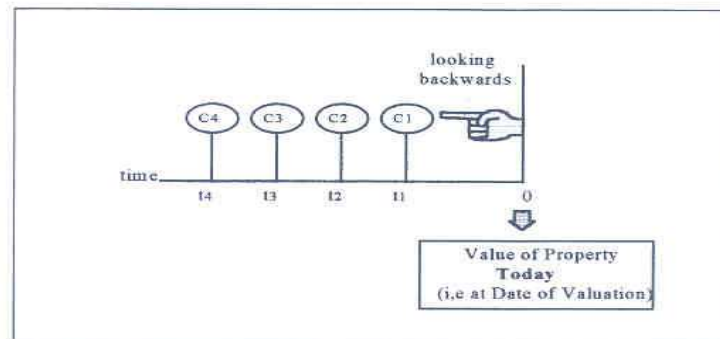 looking
backwards
C4 C3 C2 C1
time
t4 t3 t2 t1 0
Value of Property
Today
(i,e at Date of Valuation)